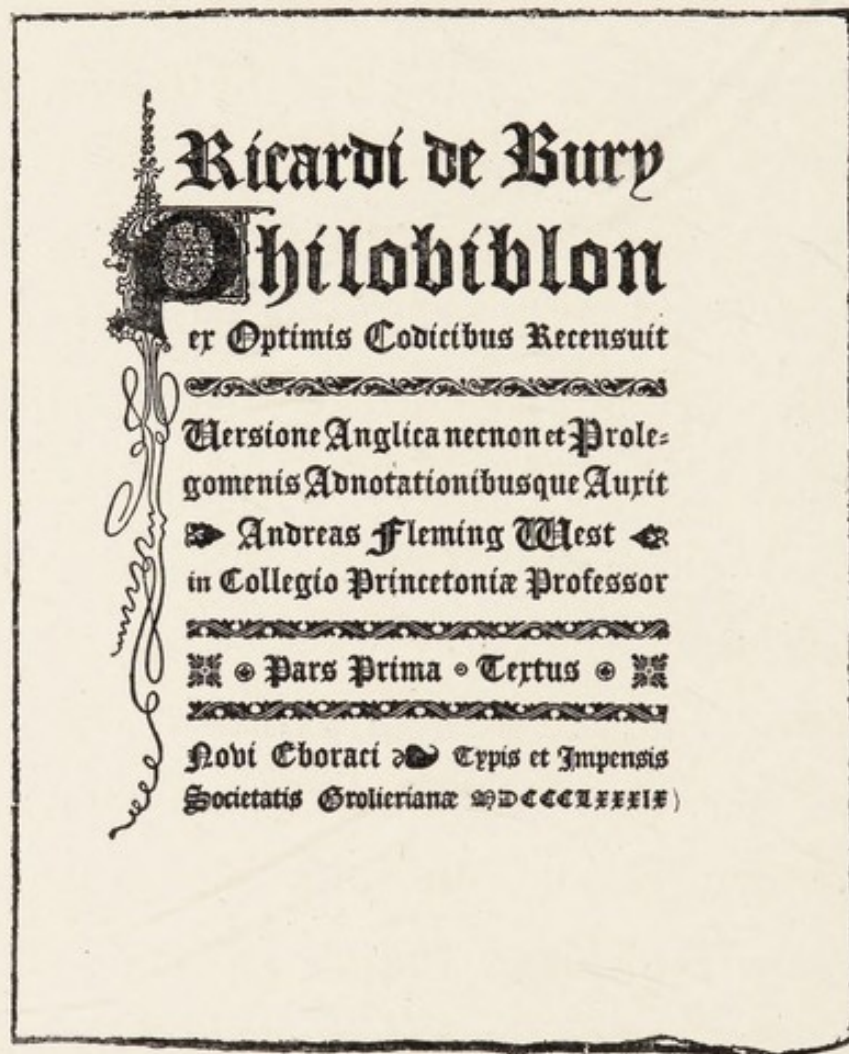 Ricardi de Bury
Philobiblon
ex Optimis Codicibus Recensuit
Versione Anglica necnon et Prole=
gomenis Adnotationibusque Auxit
Andreas Fleming West
in Collegio Princetoniæ Professor
Pars Prima Textus
Novi Eboraci Typis et Impensis
Societatis Grolierianæ MDCCCLXXXIX)